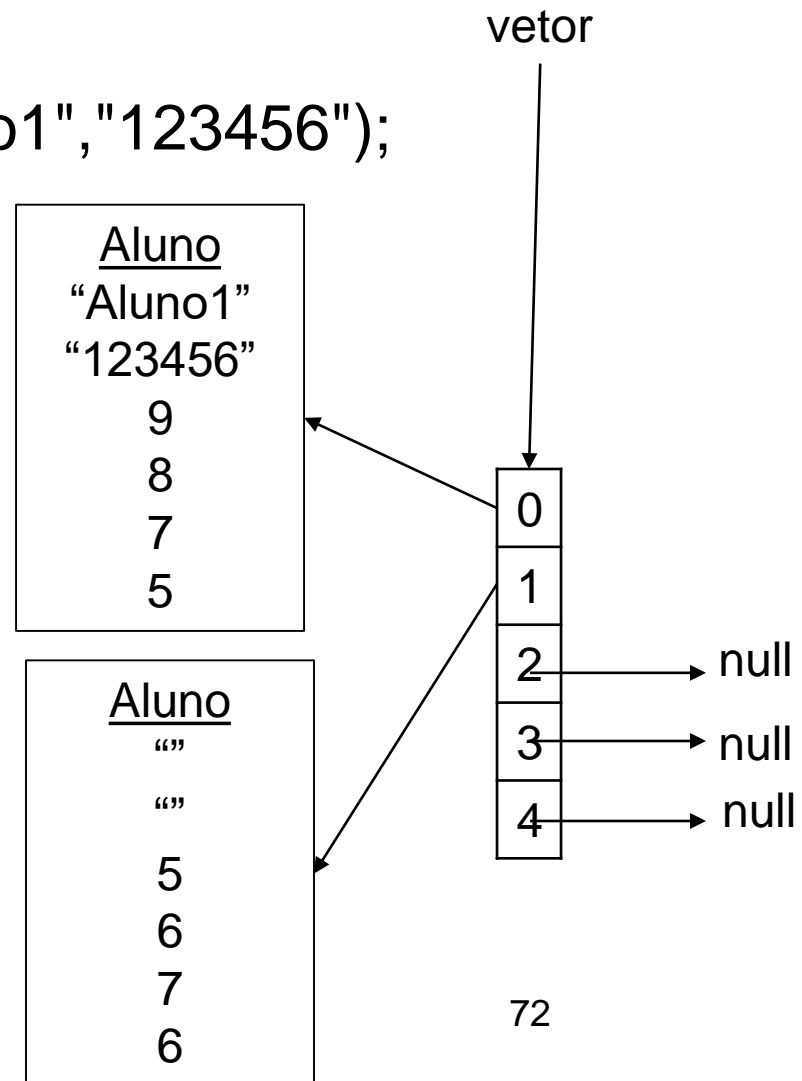 vetor
o1","123456");
Aluno
“Aluno1”
“123456”
9
8
7
5
Aluno
“”
“”
5
6
7
6
0
1
2 null
3 null
4 null
72